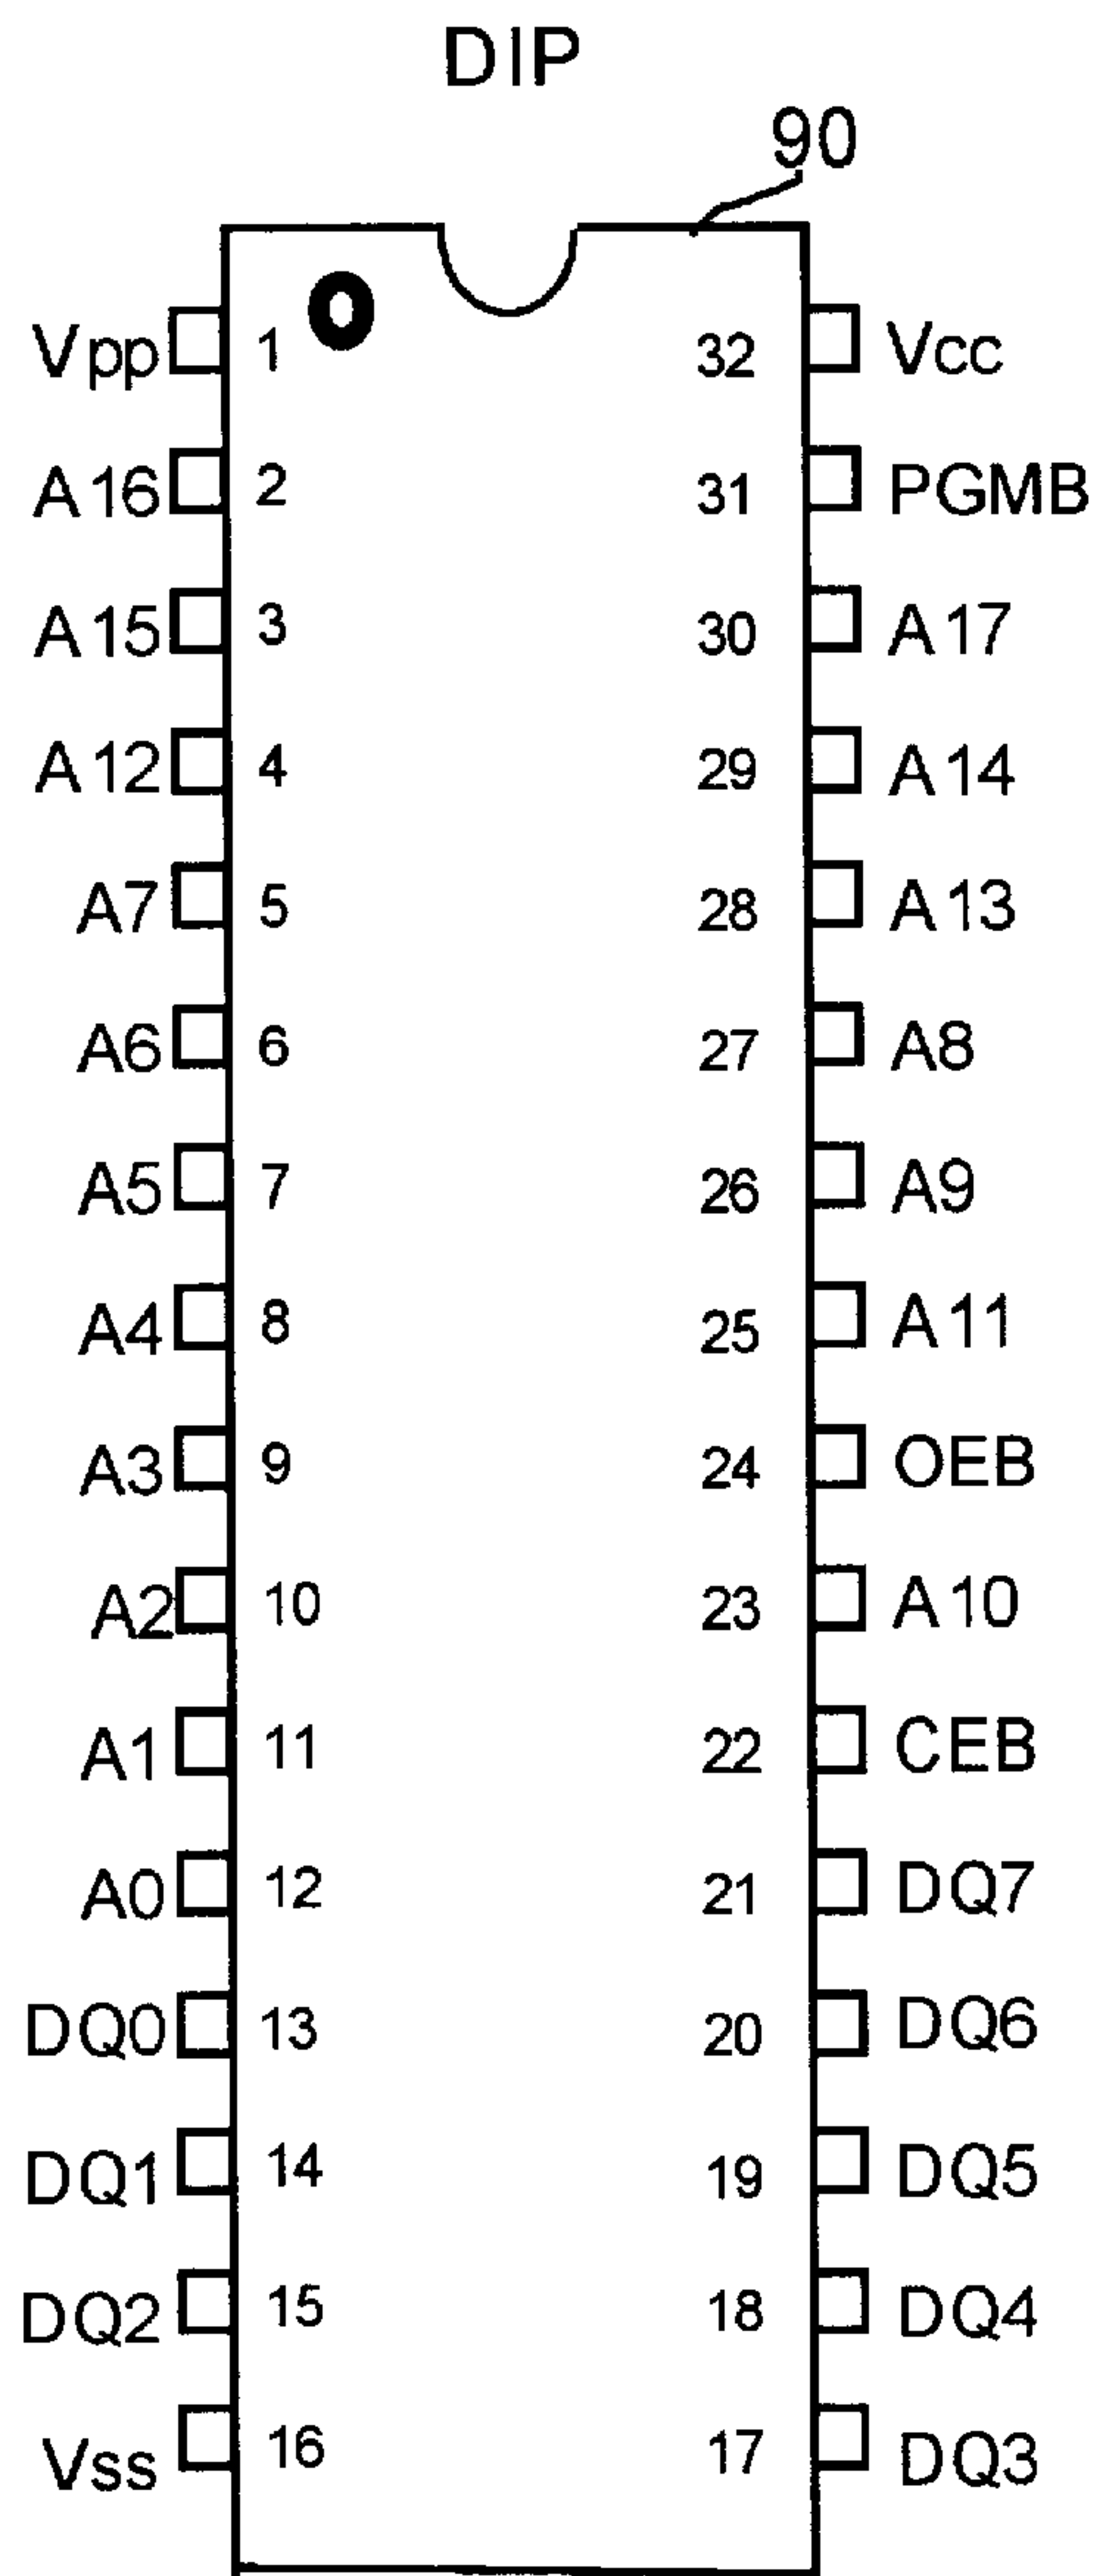 DIP
90
Vpp 1 32 Vcc
A16 2 31 PGMB
A15 3 30 A17
A12 4 29 A14
A7 5 28 A13
A6 6 27 A8
A5 7 26 A9
A4 8 25 A11
A3 9 24 OEB
A2 10 23 A10
A1 11 22 CEB
A0 12 21 DQ7
DQ0 13 20 DQ6
DQ1 14 19 DQ5
DQ2 15 18 DQ4
Vss 16 17 DQ3